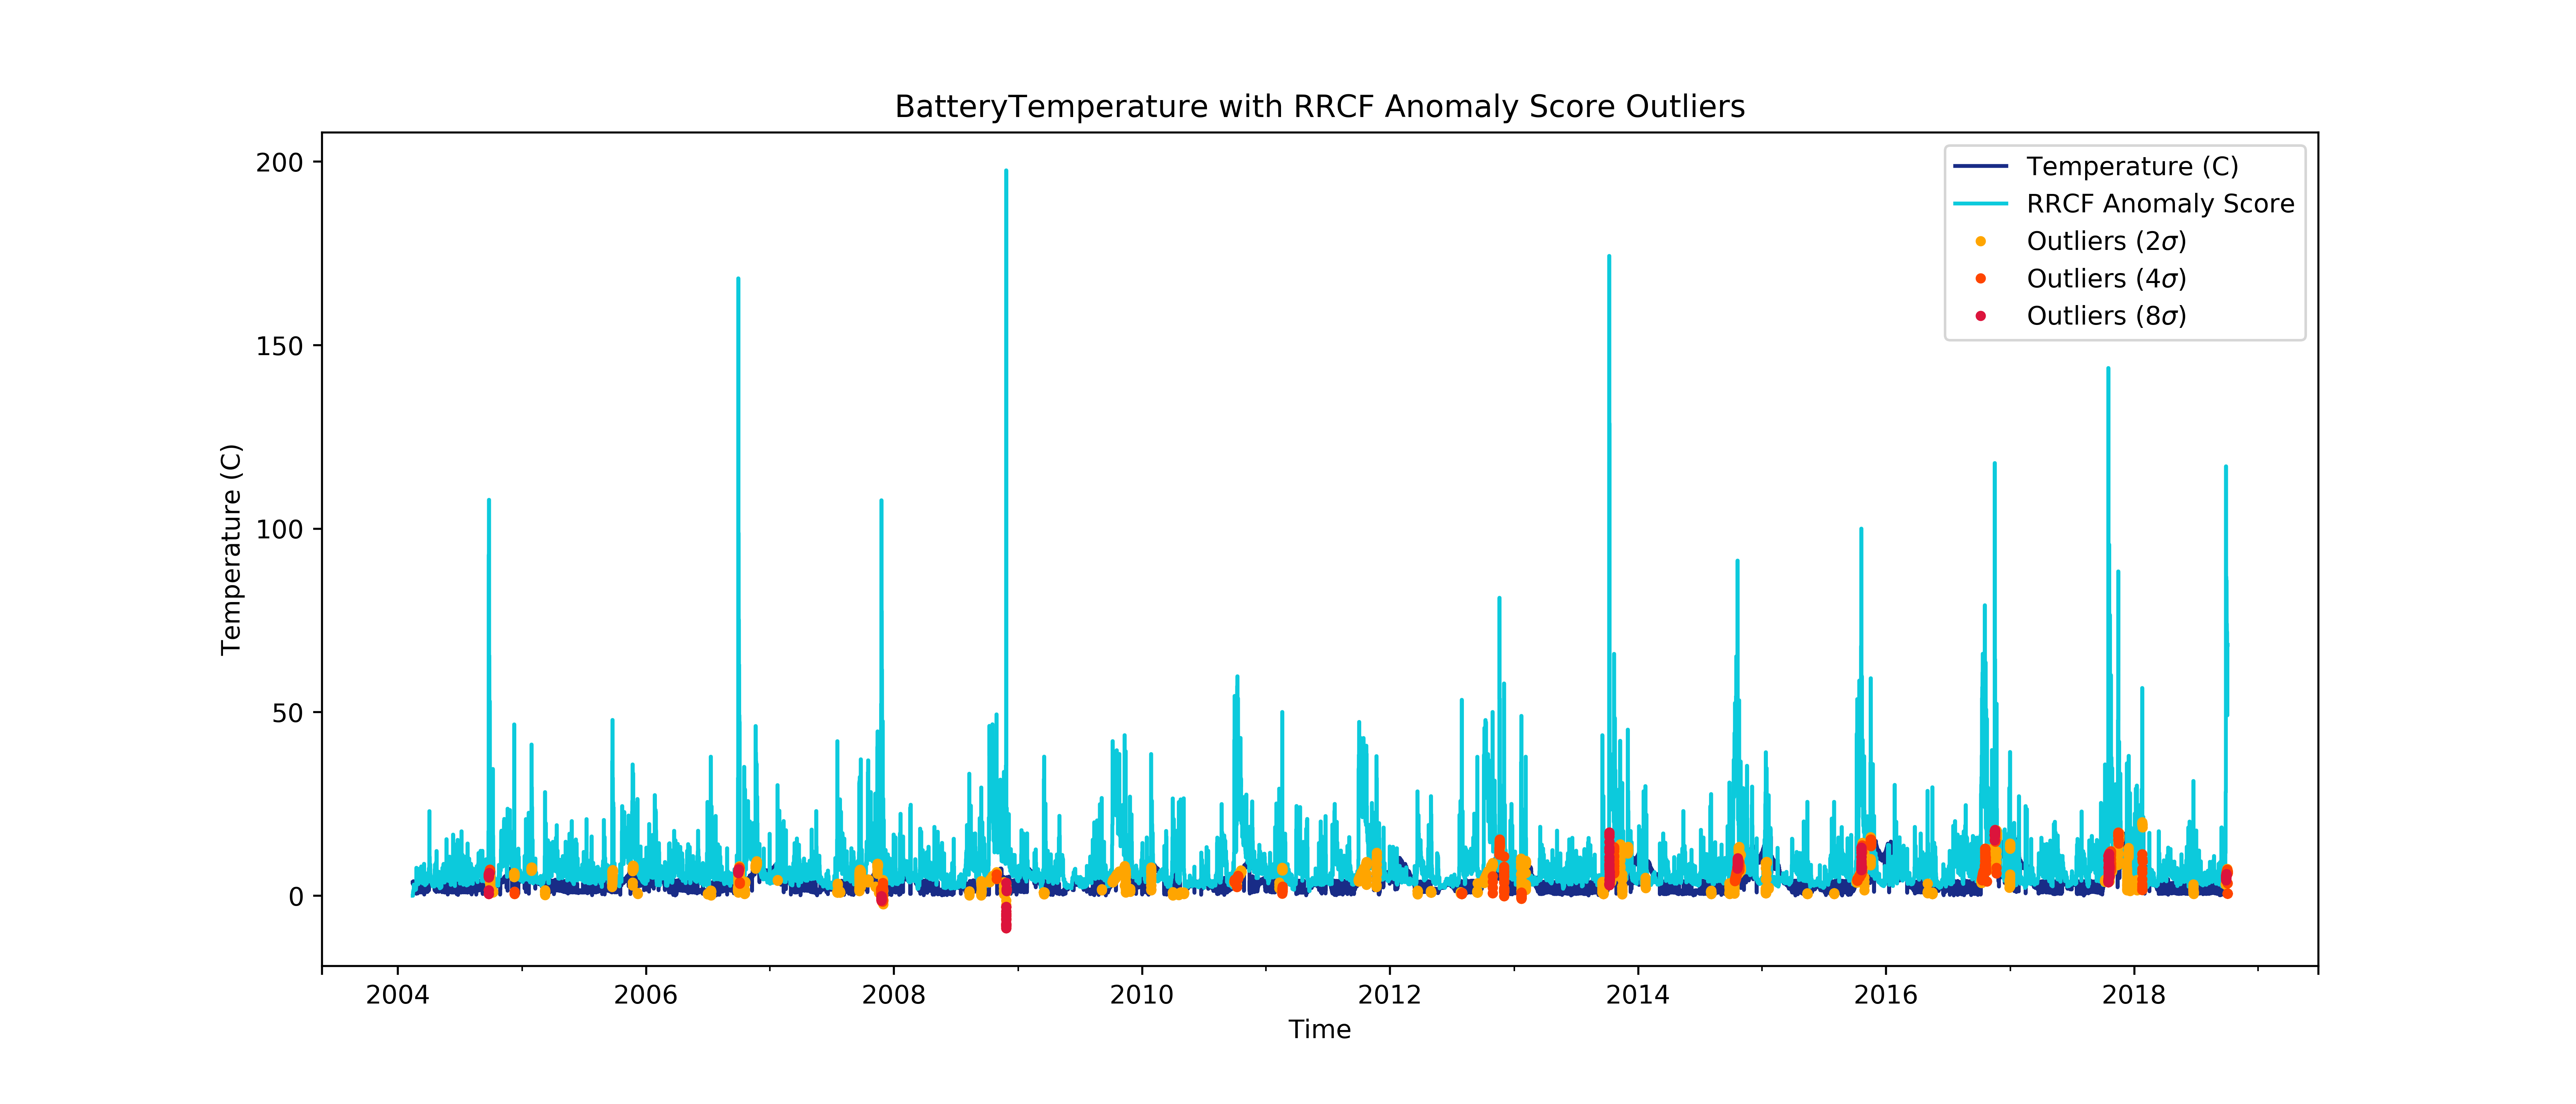 BatteryTemperature with RRCF Anomaly Score Outliers
Temperature (C)
RRCF Anomaly Score
Outliers (2σ)
Outliers (4σ)
Outliers (8σ)
200
150
100
50
0
Temperature (C)
2004 2006 2008 2010 2012 2014 2016 2018
Time